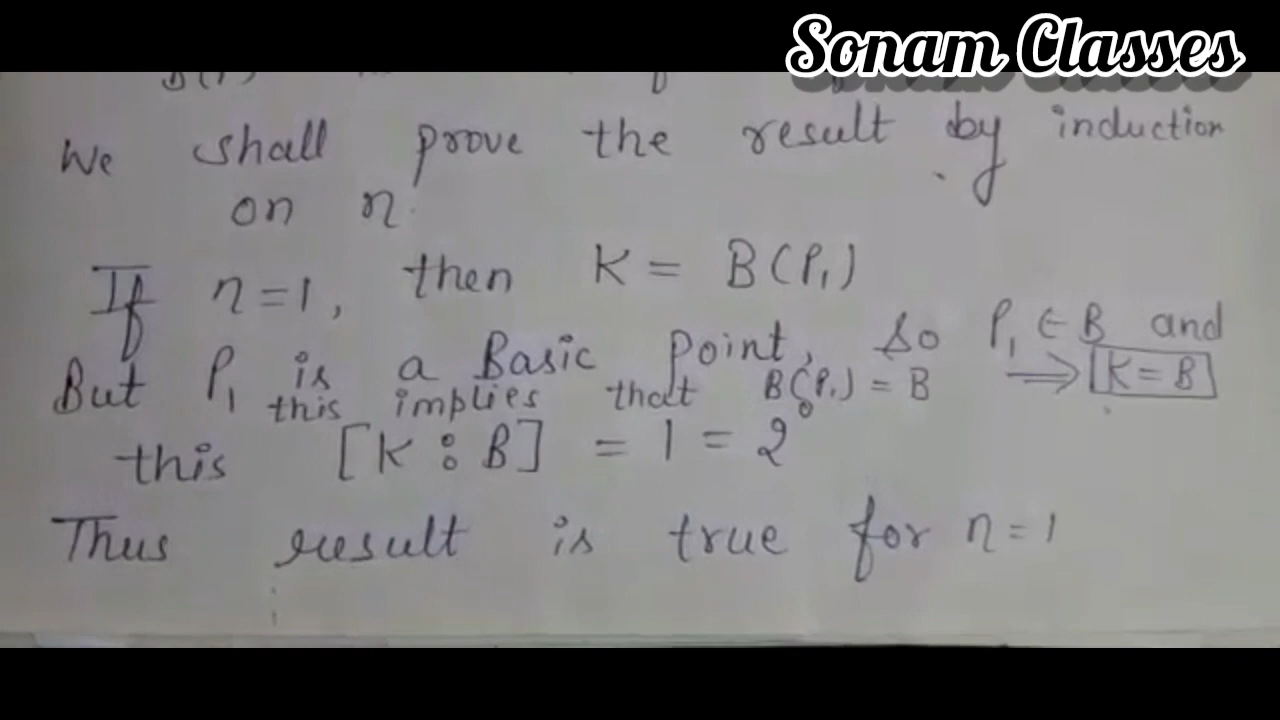 Sonam Classes
We shall prove the result by induction
on n.
If n=1, then K = B(P₁)
But P₁ is a Basic point, so P₁ ∈ B and
this implies that B(P₁) = B ⟹ K = B
this [K : B] = 1 = 2⁰
Thus result is true for n=1